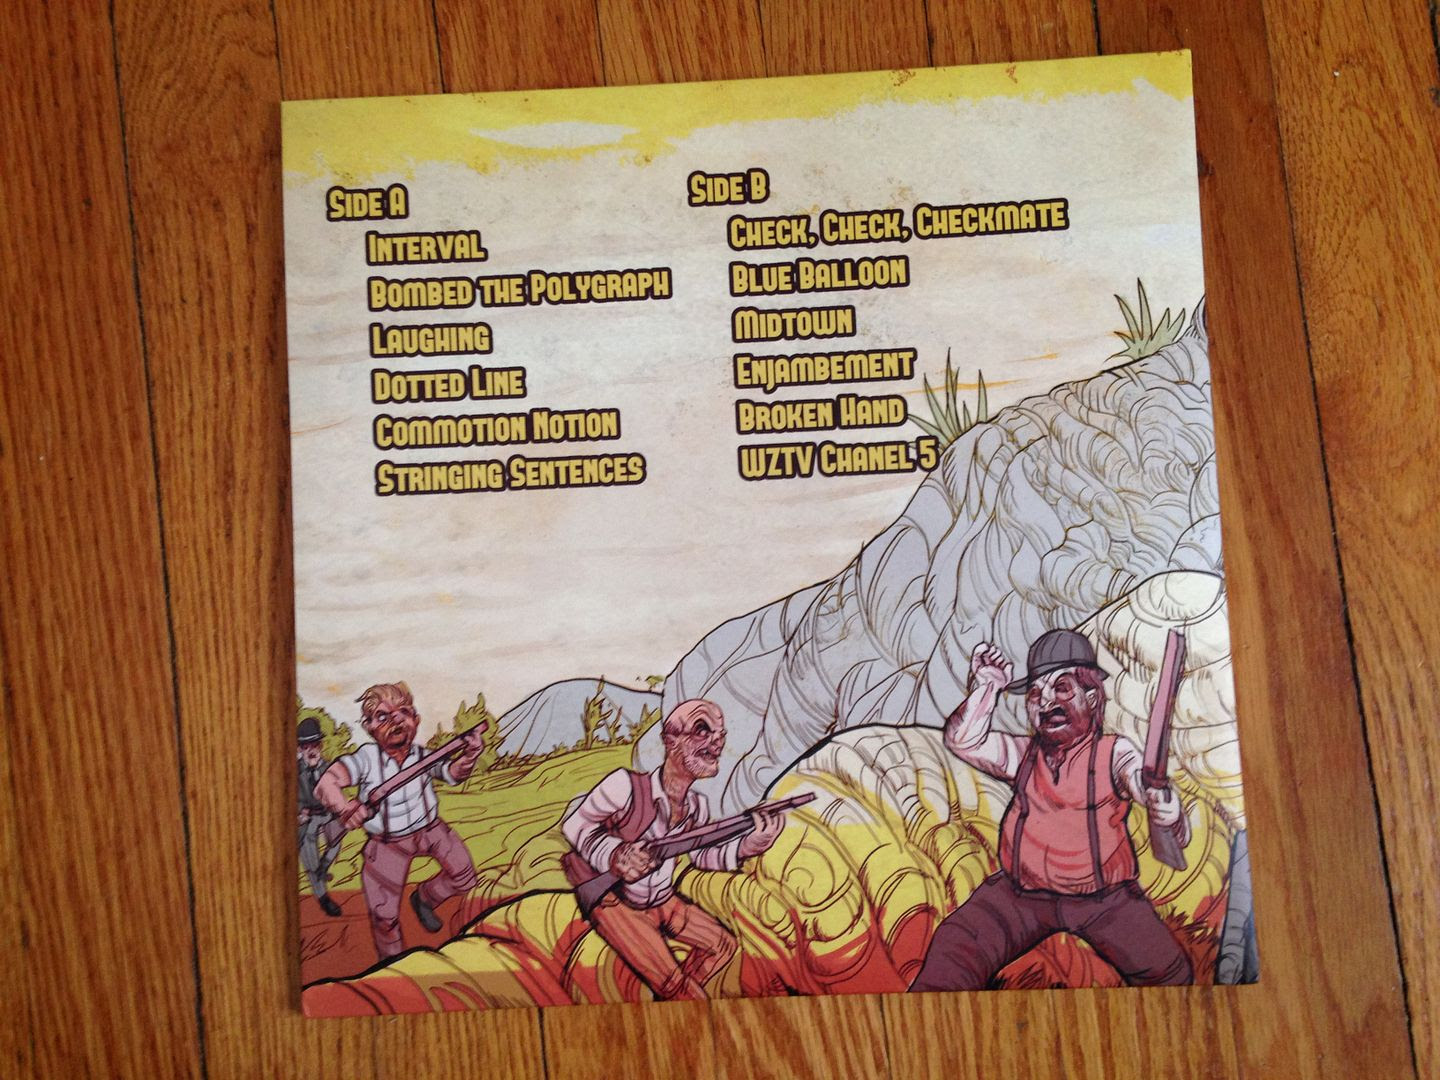 Side A
Interval
Bombed the Polygraph
Laughing
Dotted Line
Commotion Notion
Stringing Sentences
Side B
Check, Check, Checkmate
Blue Balloon
Midtown
Enjambement
Broken Hand
WZTV Chanel 5